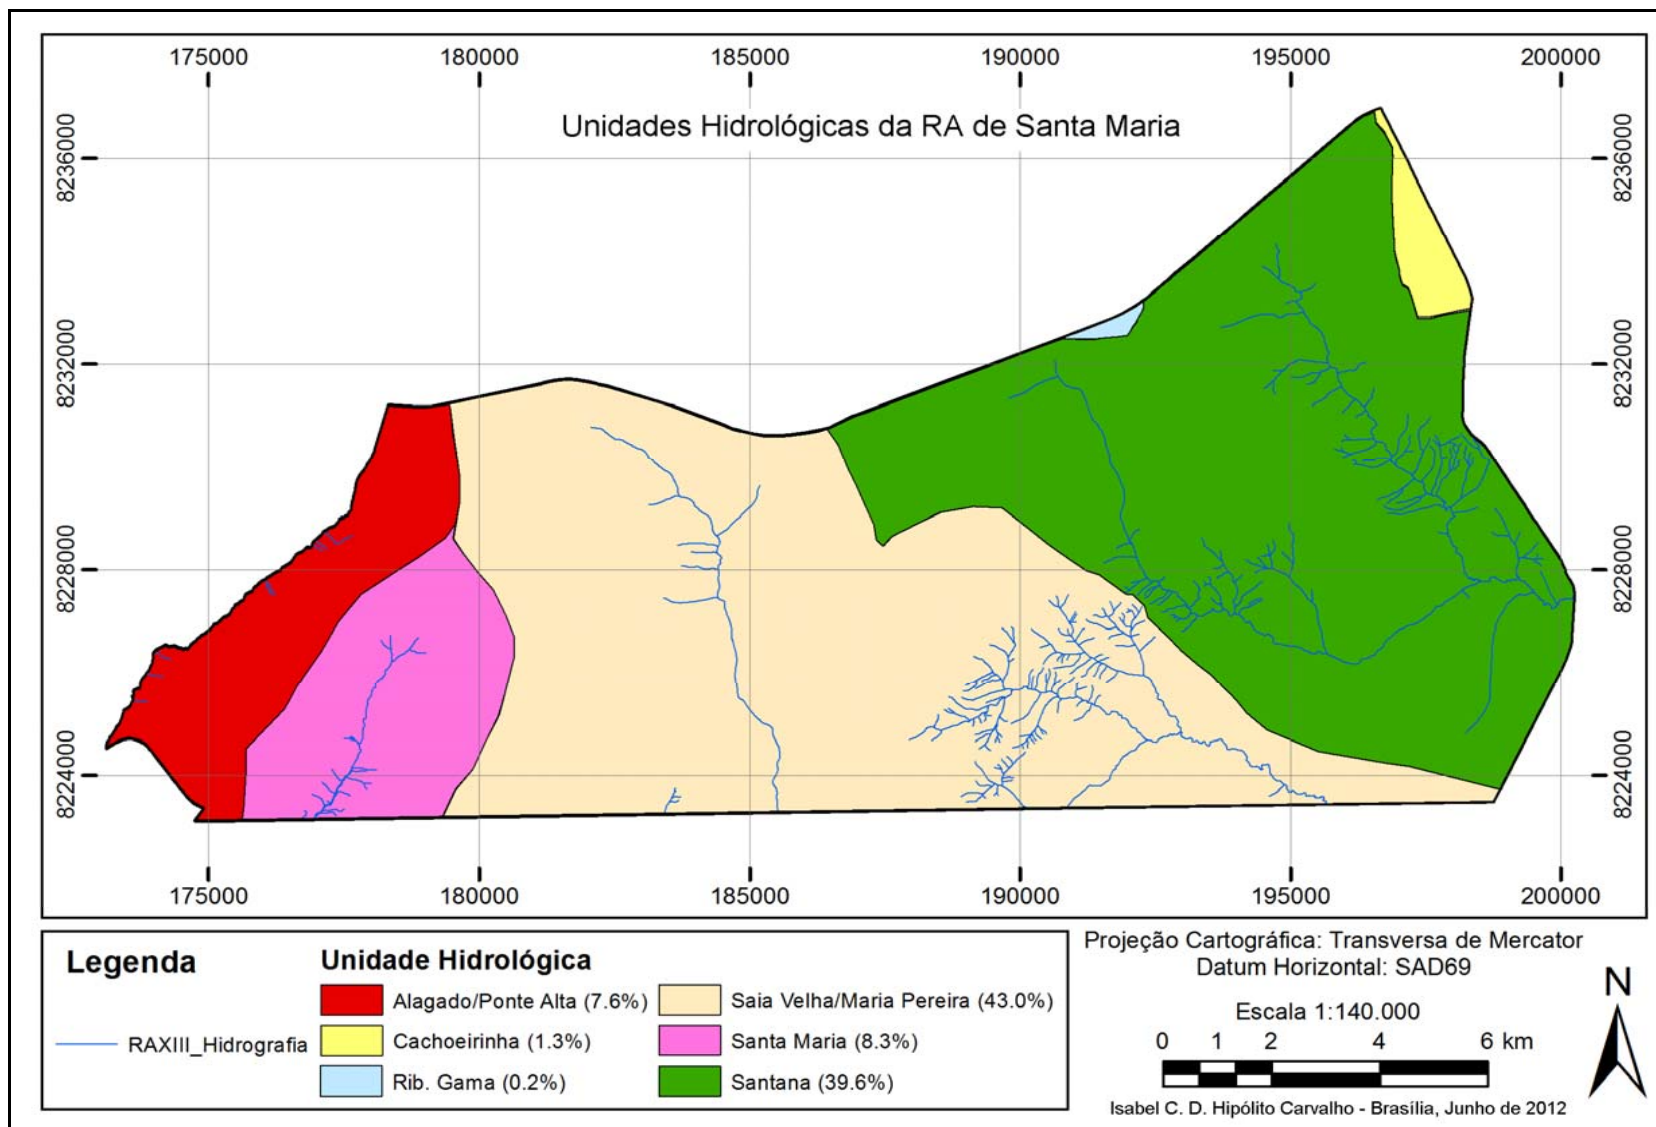 175000 180000 185000 190000 195000 200000
Unidades Hidrológicas da RA de Santa Maria
8236000 8236000
8232000 8232000
8228000 8228000
8224000 8224000
175000 180000 185000 190000 195000 200000
Legenda
RAXIII_Hidrografia
Unidade Hidrológica
Alagado/Ponte Alta (7.6%)
Cachoeirinha (1.3%)
Rib. Gama (0.2%)
Saia Velha/Maria Pereira (43.0%)
Santa Maria (8.3%)
Santana (39.6%)
Projeção Cartográfica: Transversa de Mercator
Datum Horizontal: SAD69
Escala 1:140.000
0 1 2 4 6 km
N
Isabel C. D. Hipólito Carvalho - Brasília, Junho de 2012